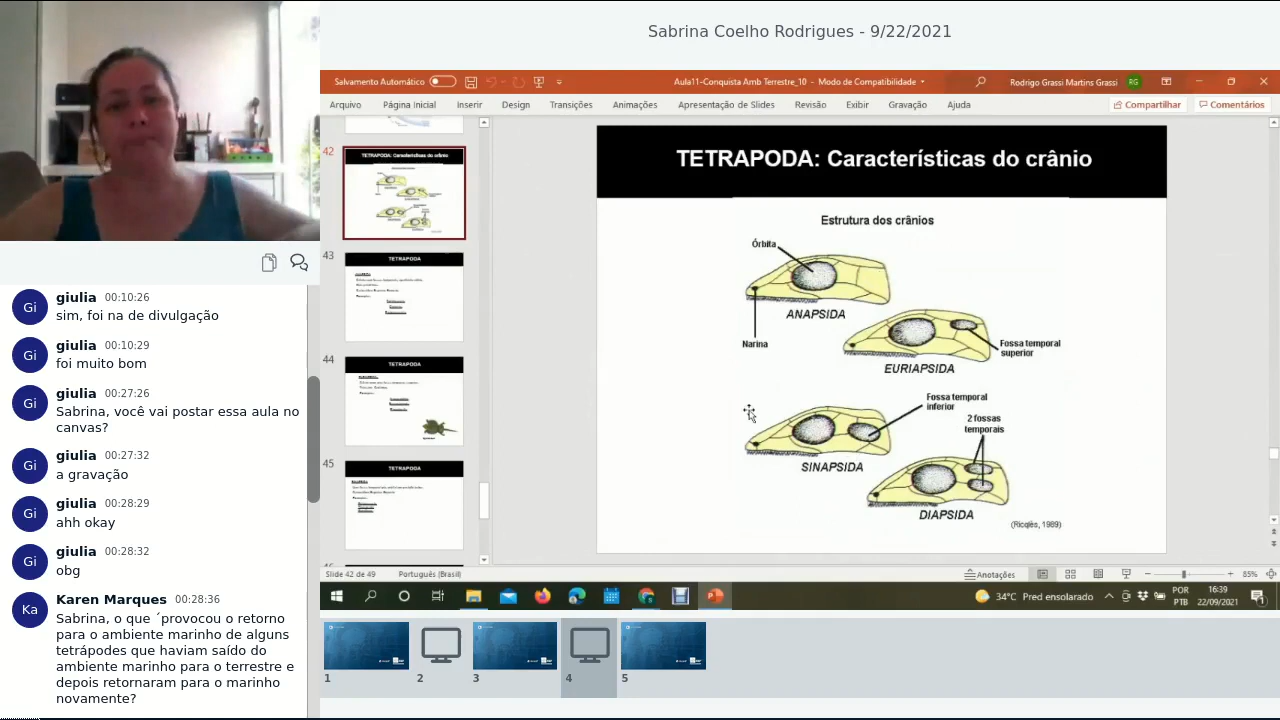 Sabrina Coelho Rodrigues - 9/22/2021
Salvamento Automático
Aula11-Conquista Amb Terrestre_10 - Modo de Compatibilidade
Rodrigo Grassi Martins Grassi
RG
Arquivo Página Inicial Inserir Design Transições Animações Apresentação de Slides Revisão Exibir Gravação Ajuda
Compartilhar Comentários
Gi
giulia 00:10:26
sim, foi na de divulgação
Gi
giulia 00:10:29
foi muito bom
Gi
giulia 00:27:26
Sabrina, você vai postar essa aula no
canvas?
Gi
giulia 00:27:32
a gravação
Gi
giulia 00:28:29
ahh okay
Gi
giulia 00:28:32
obg
Ka
Karen Marques 00:28:36
Sabrina, o que ´provocou o retorno
para o ambiente marinho de alguns
tetrápodes que haviam saído do
ambiente marinho para o terrestre e
depois retornaram para o marinho
novamente?
42
TETRAPODA: Características do crânio
43
TETRAPODA
44
TETRAPODA
45
TETRAPODA
TETRAPODA: Características do crânio
Estrutura dos crânios
Órbita
ANAPSIDA
Narina
Fossa temporal
superior
EURIAPSIDA
Fossa temporal
inferior
2 fossas
temporais
SINAPSIDA
DIAPSIDA
(Ricqlès, 1989)
Slide 42 de 49 Português (Brasil)
Anotações
85%
34°C Pred ensolarado
POR
PTB
16:39
22/09/2021
1
1
2
3
4
5